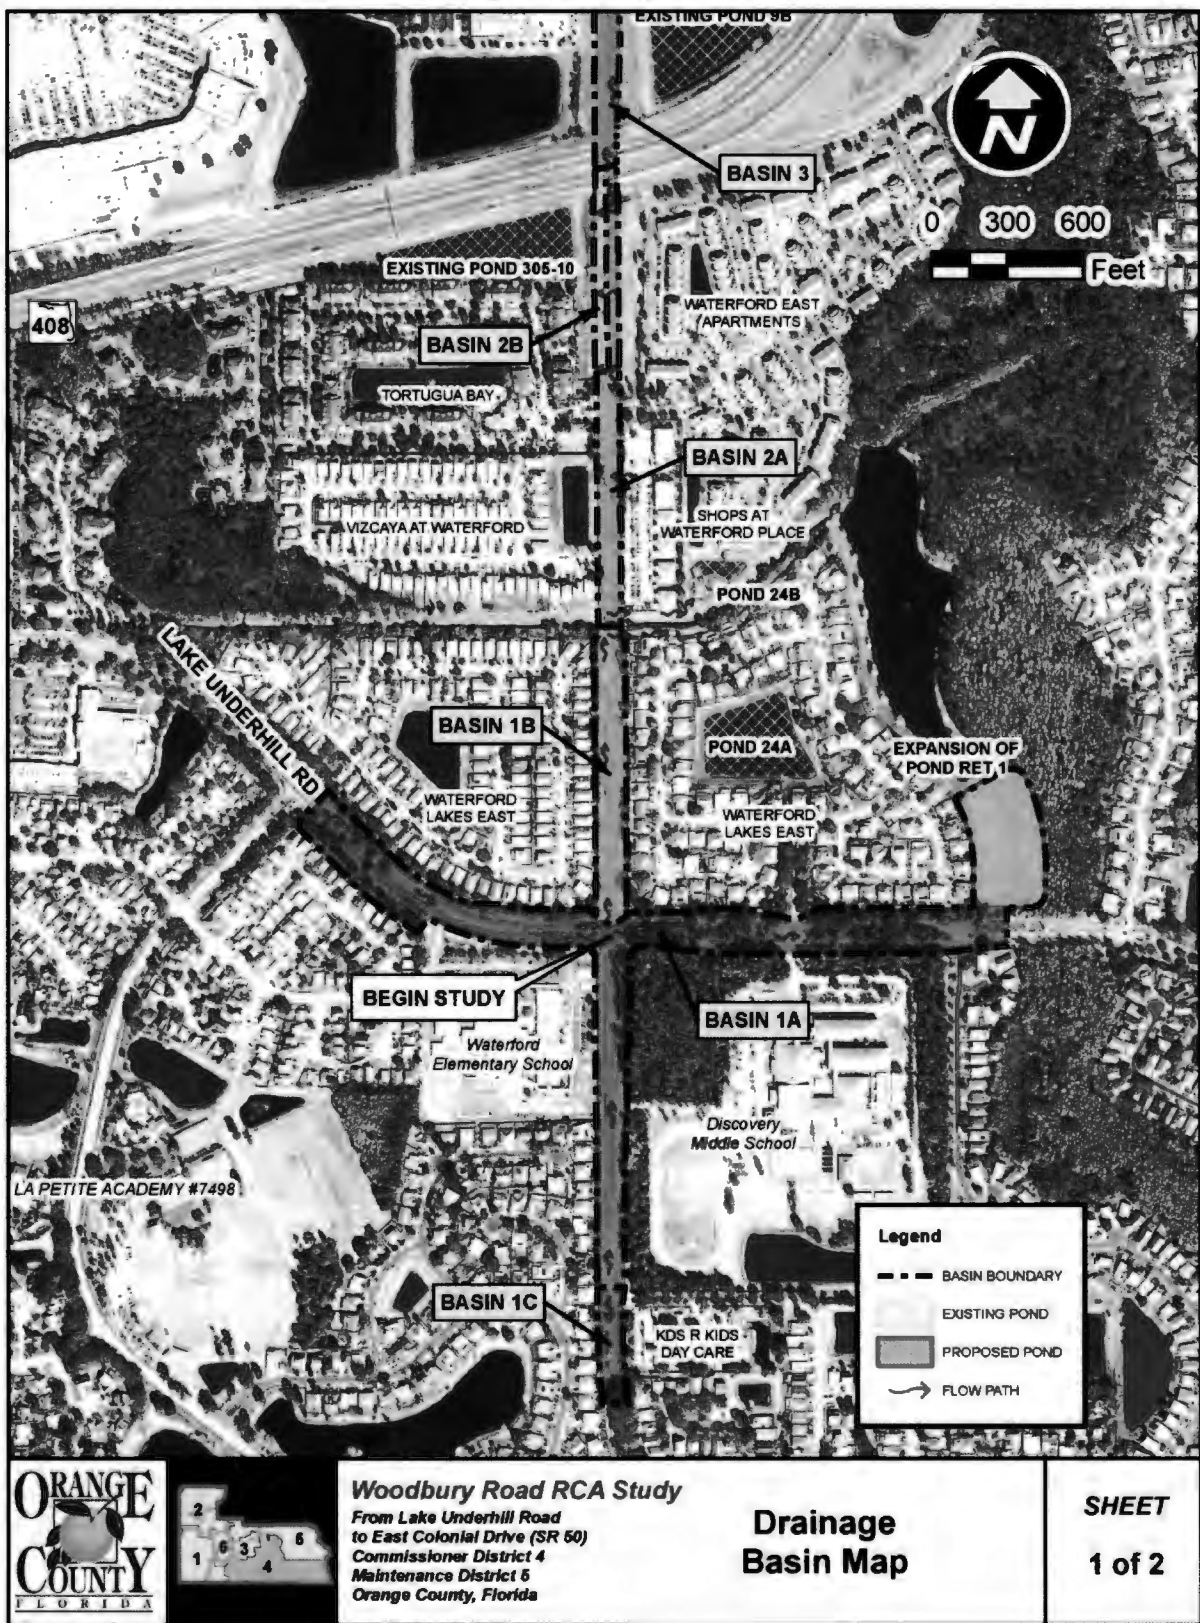 EXISTING POND 9B
N
BASIN 3
0 300 600
Feet
EXISTING POND 305-10
WATERFORD EAST
APARTMENTS
408
BASIN 2B
TORTUGUA BAY
BASIN 2A
VIZCAYA AT WATERFORD
SHOPS AT
WATERFORD PLACE
POND 24B
LAKE UNDERHILL RD
BASIN 1B
POND 24A
EXPANSION OF
POND RET 1
WATERFORD
LAKES EAST
WATERFORD
LAKES EAST
BEGIN STUDY
BASIN 1A
Waterford
Elementary School
Discovery
Middle School
LA PETITE ACADEMY #7498
BASIN 1C
KDS R KIDS
DAY CARE
Legend
BASIN BOUNDARY
EXISTING POND
PROPOSED POND
FLOW PATH
ORANGE
COUNTY
FLORIDA
2
1
6
3
5
4
Woodbury Road RCA Study
From Lake Underhill Road
to East Colonial Drive (SR 50)
Commissioner District 4
Maintenance District 5
Orange County, Florida
Drainage
Basin Map
SHEET
1 of 2